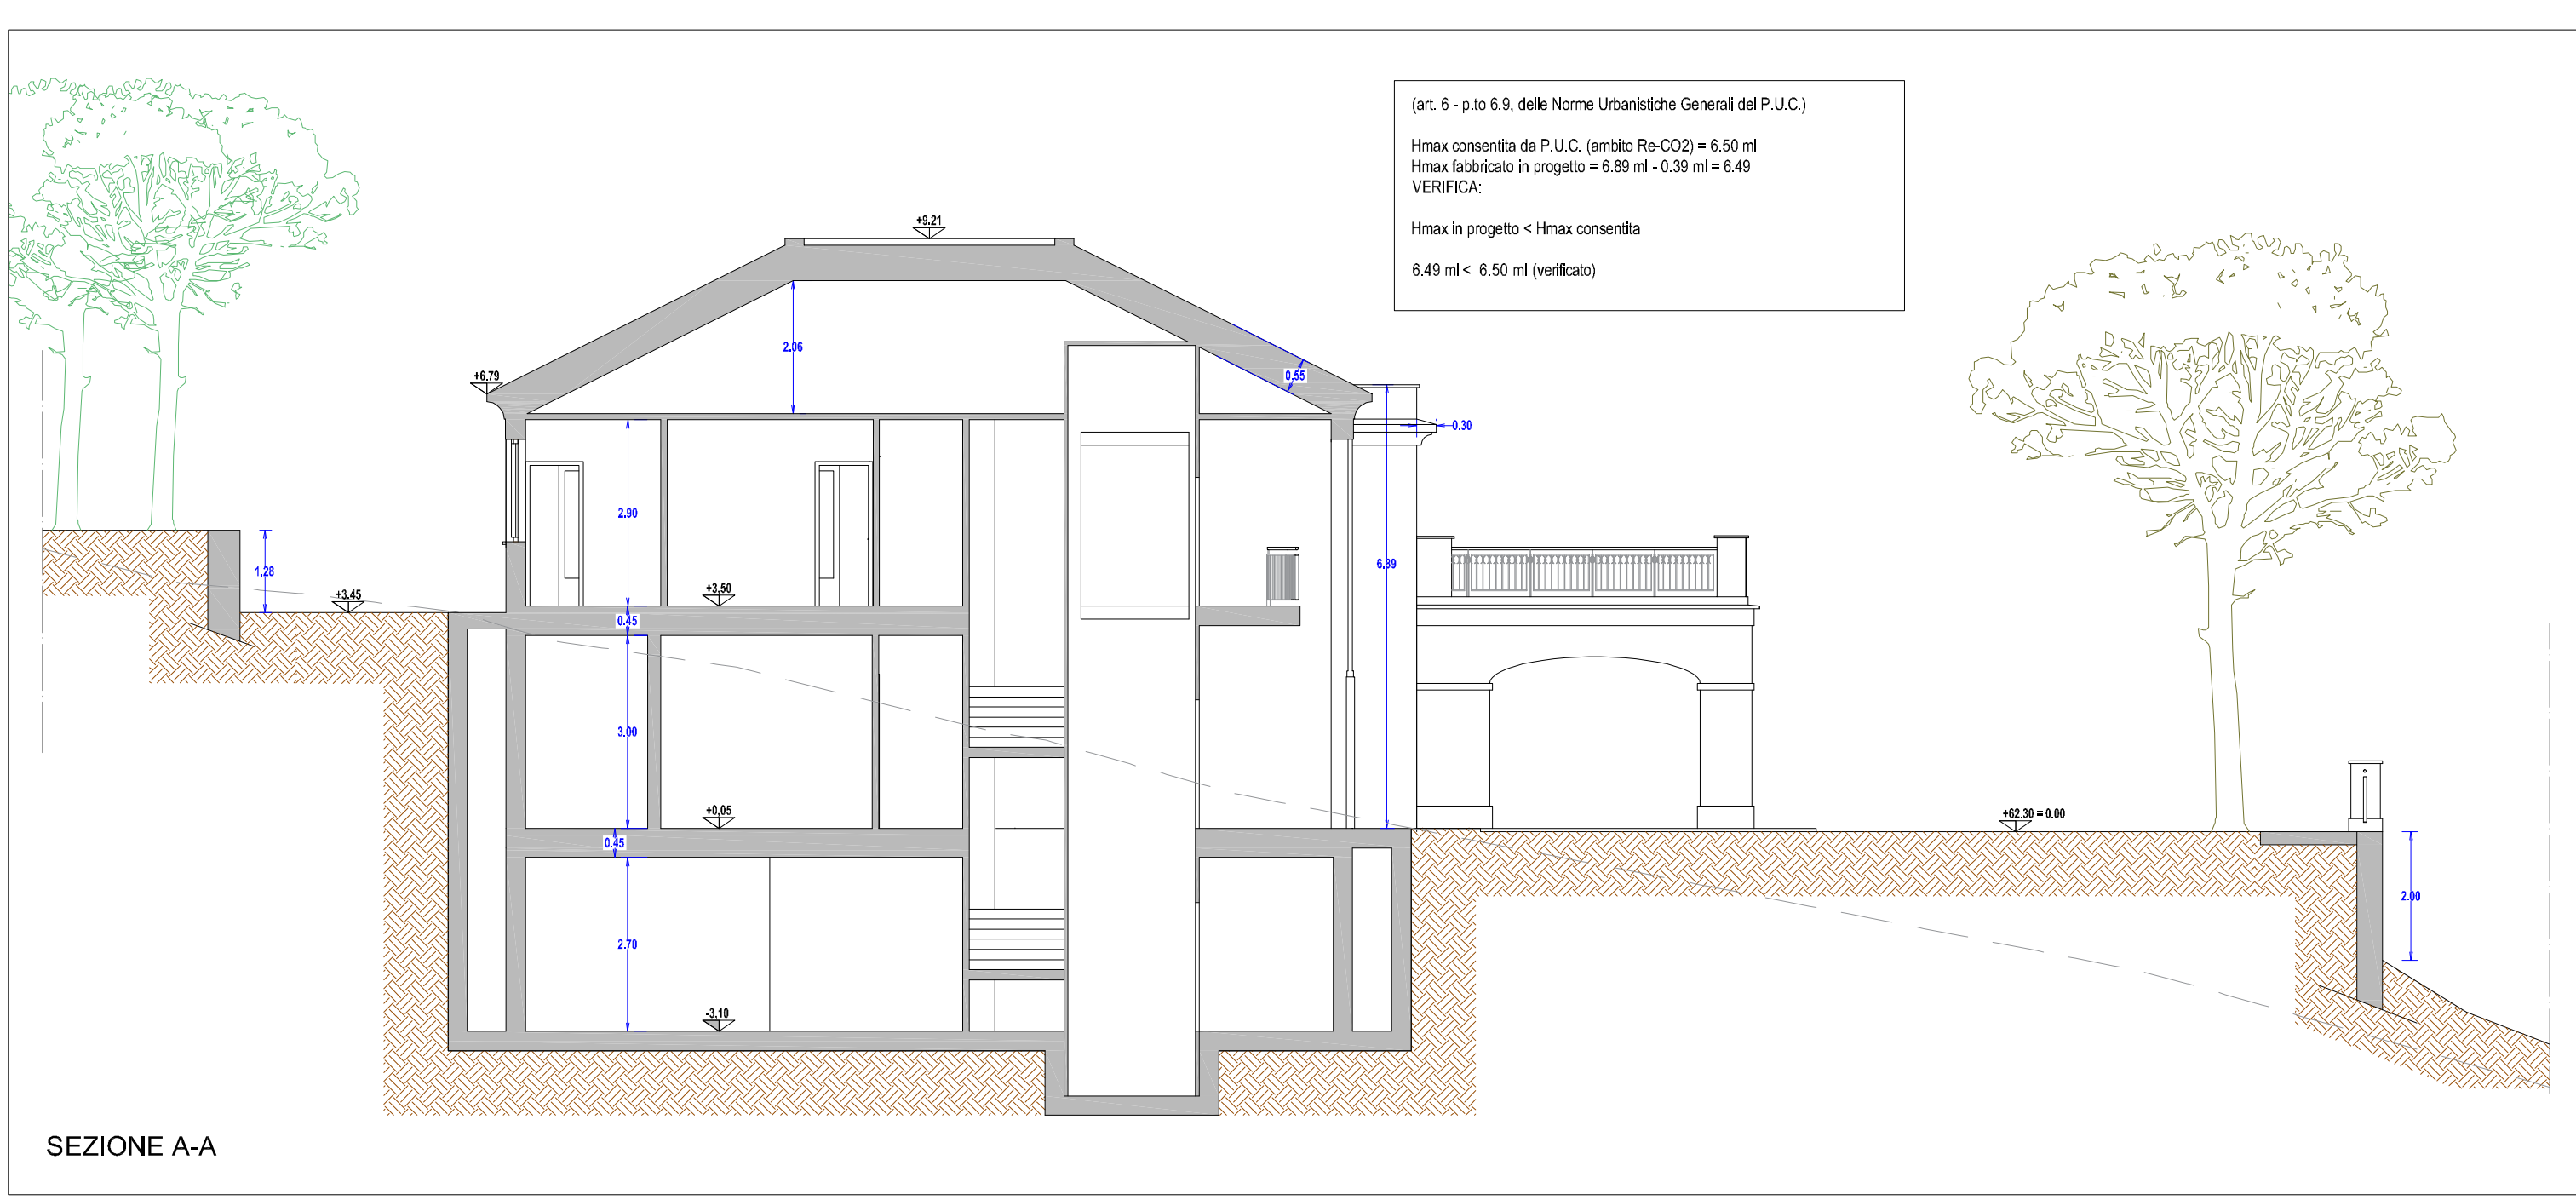 (art. 6 - p.to 6.9, delle Norme Urbanistiche Generali del P.U.C.)
Hmax consentita da P.U.C. (ambito Re-CO2) = 6.50 ml
Hmax fabbricato in progetto = 6.89 ml - 0.39 ml = 6.49
VERIFICA:
Hmax in progetto < Hmax consentita
6.49 ml < 6.50 ml (verificato)
+9.21
2.06
+6.79
0.55
0.30
2.90
1.28
6.89
+3.45
+3.50
0.45
3.00
+0.05
+62.30 = 0.00
0.45
2.00
2.70
-3,10
SEZIONE A-A